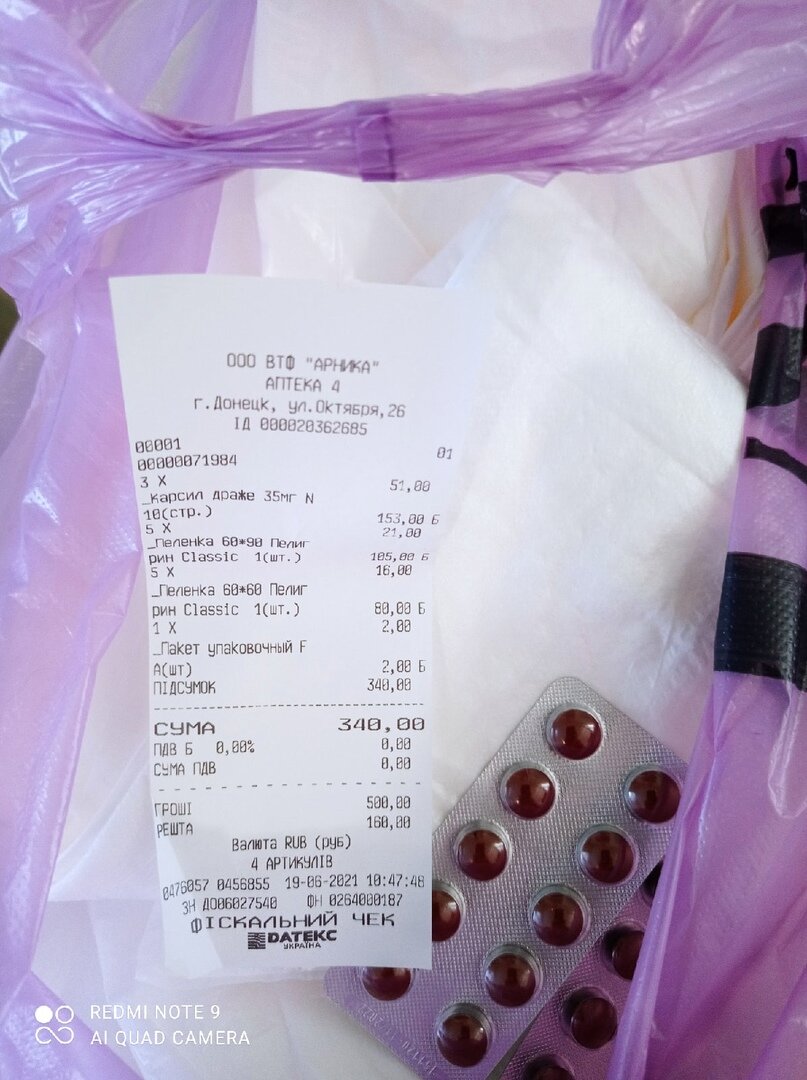 ООО ВТФ "АРНИКА"
АПТЕКА 4
г.Донецк, ул.Октября,26
ІД 000020362685
00001
00000071984 01
3 X 51,00
_Карсил драже 35мг N
10(стр.) 153,00 Б
5 X 21,00
_Пеленка 60*90 Пелиг
рин Classic 1(шт.) 105,00 Б
5 X 16,00
_Пеленка 60*60 Пелиг
рин Classic 1(шт.) 80,00 Б
1 X 2,00
_Пакет упаковочный F
А(шт) 2,00 Б
ПІДСУМОК 340,00
СУМА 340,00
ПДВ Б 0,00% 0,00
СУМА ПДВ 0,00
ГРОШІ 500,00
РЕШТА 160,00
Валюта RUB (руб)
4 АРТИКУЛІВ
0476057 0456855 19-06-2021 10:47:48
ЗН ДО06027540 ФН 0264000187
ФІСКАЛЬНИЙ ЧЕК
DATEKC
УКРАЇНА
REDMI NOTE 9
AI QUAD CAMERA